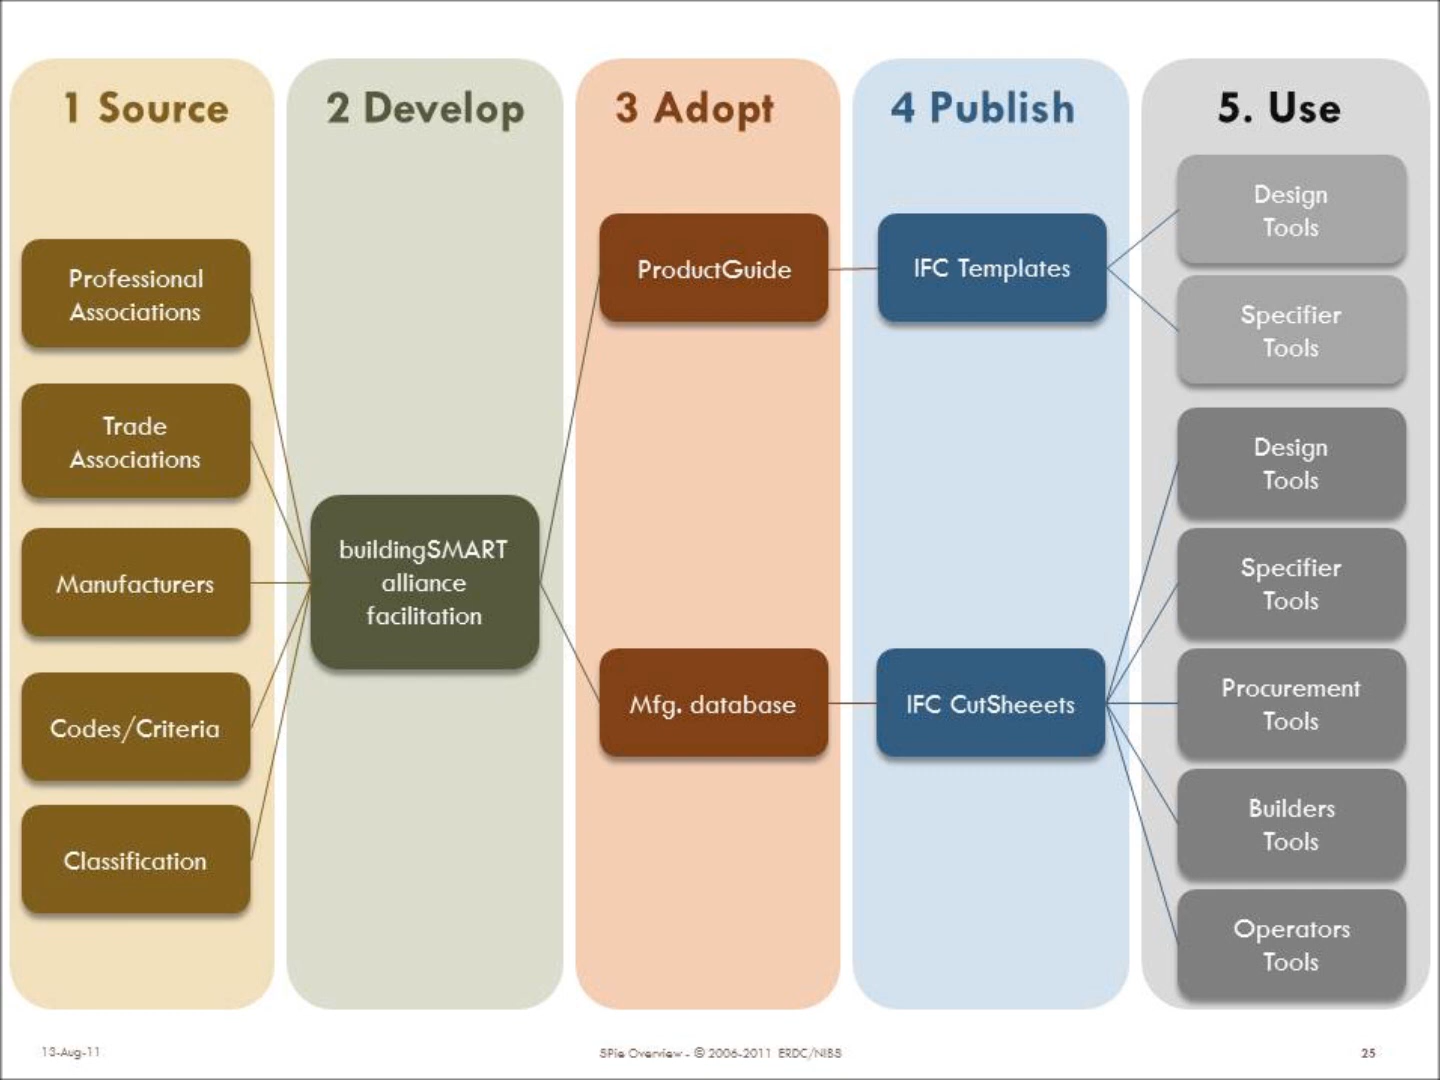 1 Source
2 Develop
3 Adopt
4 Publish
5. Use
Professional
Associations
Trade
Associations
Manufacturers
Codes/Criteria
Classification
buildingSMART
alliance
facilitation
ProductGuide
Mfg. database
IFC Templates
IFC CutSheeets
Design
Tools
Specifier
Tools
Design
Tools
Specifier
Tools
Procurement
Tools
Builders
Tools
Operators
Tools
13-Aug-11
SPie Overview - © 2006-2011 ERDC/NIBS
25